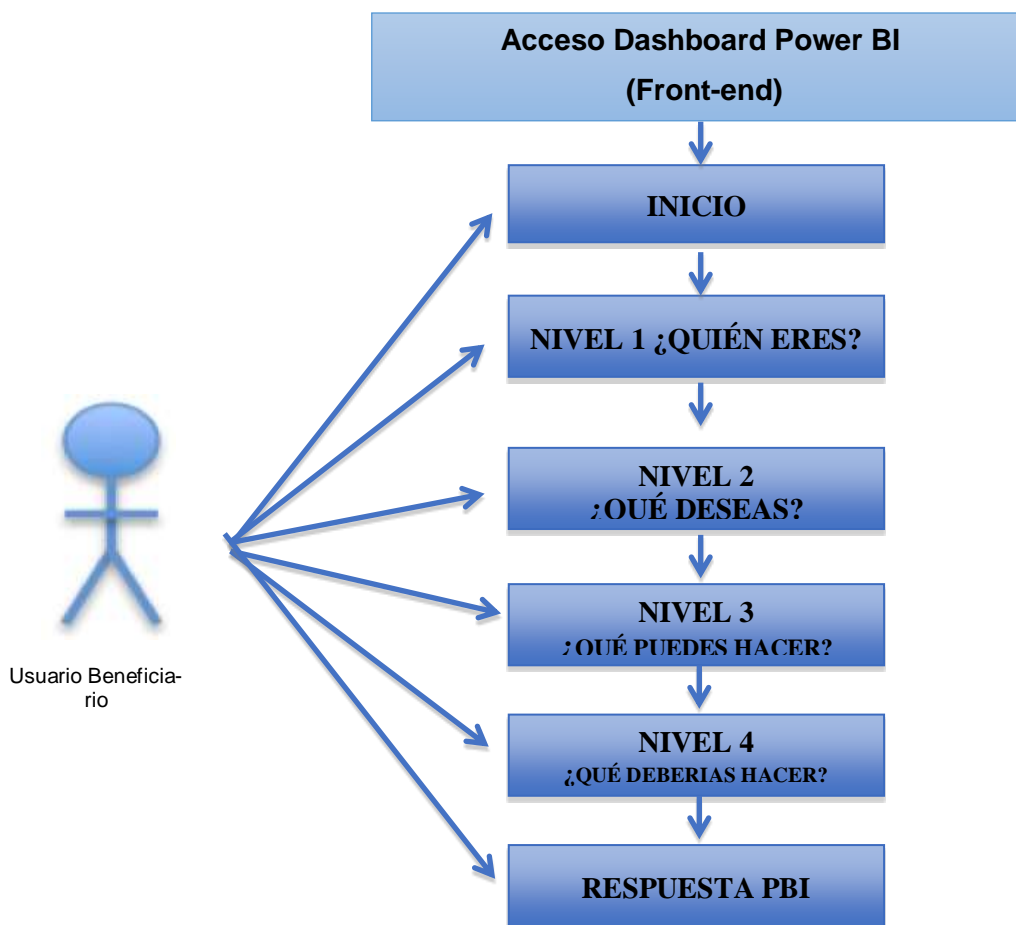 Acceso Dashboard Power BI
(Front-end)
INICIO
NIVEL 1 ¿QUIÉN ERES?
NIVEL 2
¿QUÉ DESEAS?
NIVEL 3
¿QUÉ PUEDES HACER?
NIVEL 4
¿QUÉ DEBERIAS HACER?
RESPUESTA PBI
Usuario Beneficia-
rio